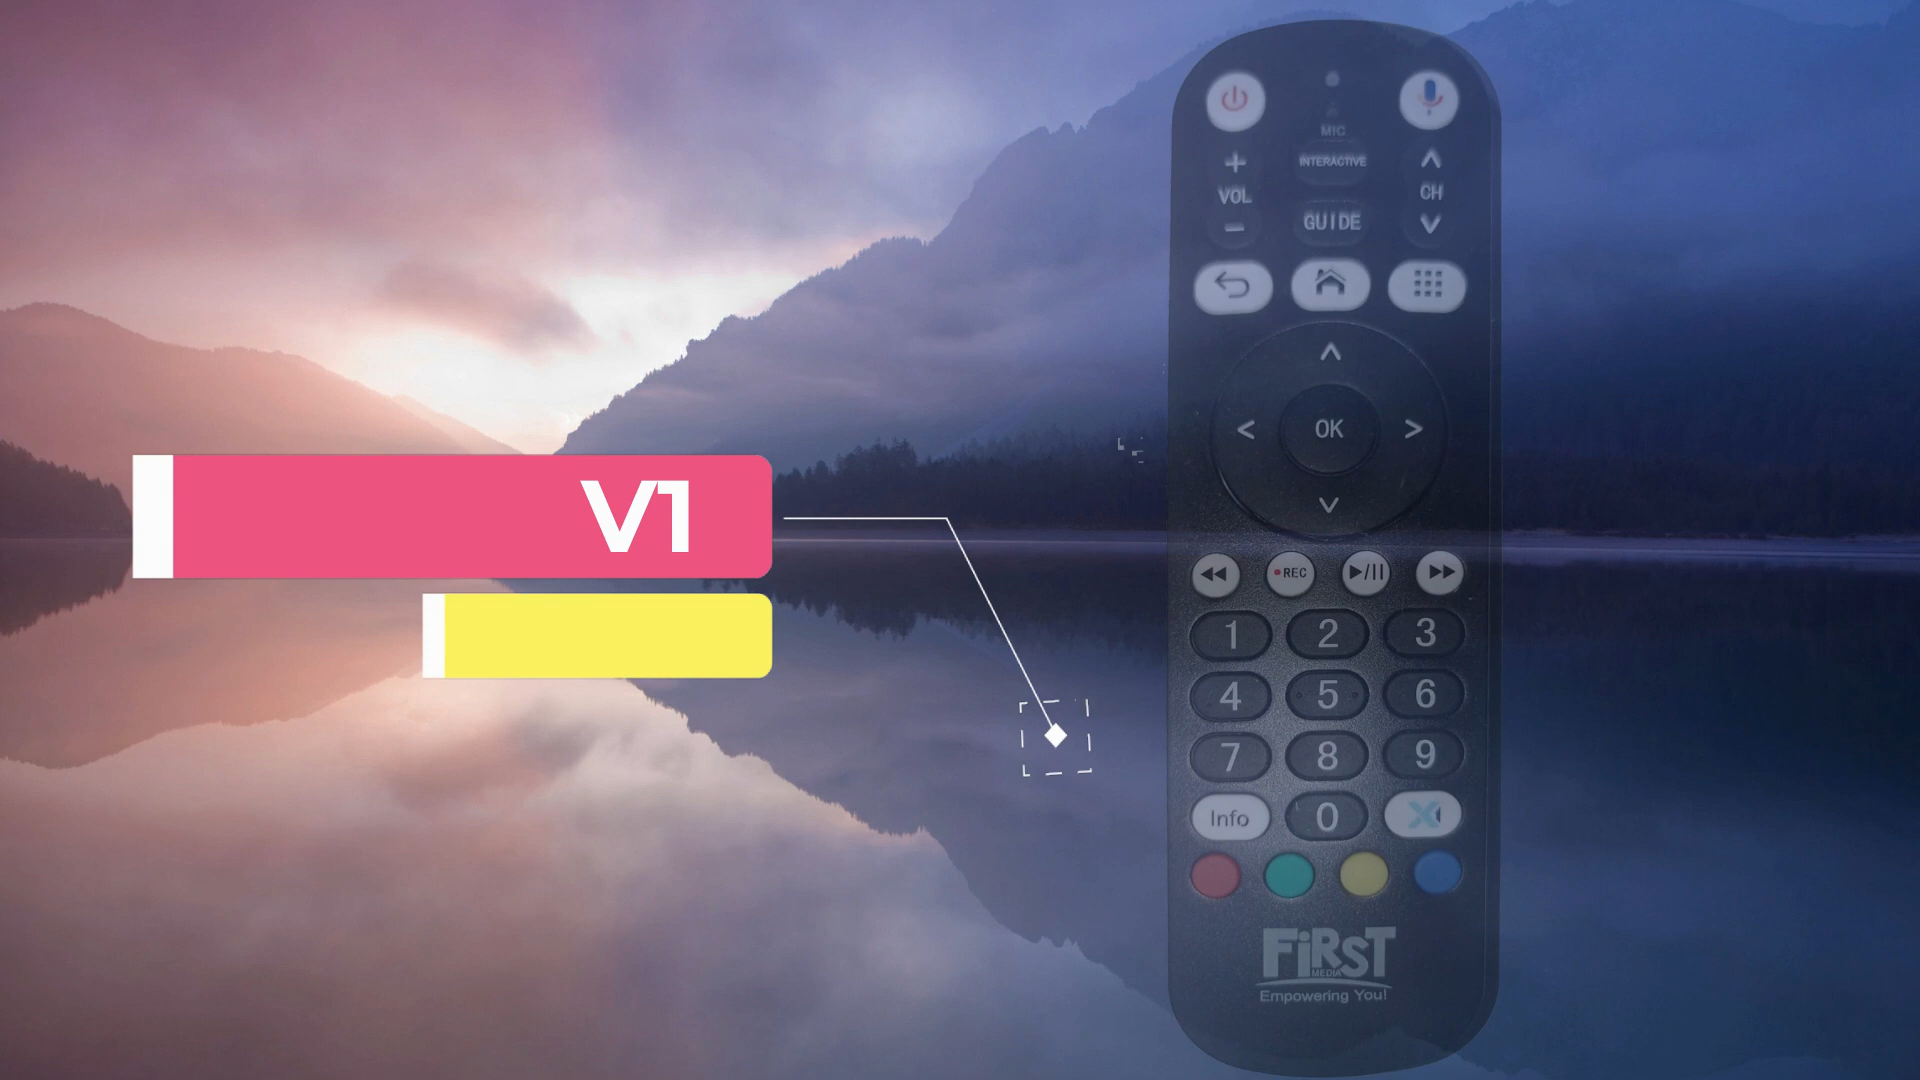 V1
MIC
INTERACTIVE
VOL
CH
GUIDE
OK
REC
1 2 3
4 5 6
7 8 9
Info 0 X
FiRST
MEDIA
Empowering You!